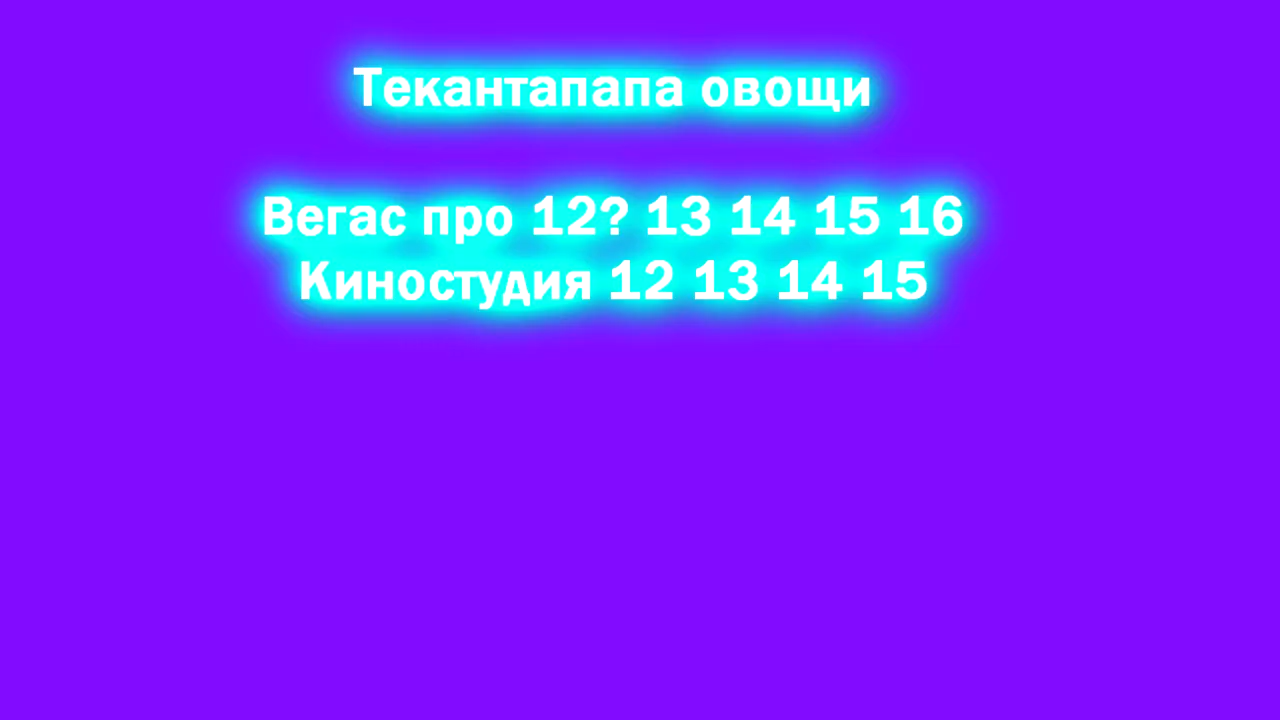 Текантапапа овощи
Вегас про 12? 13 14 15 16
Киностудия 12 13 14 15